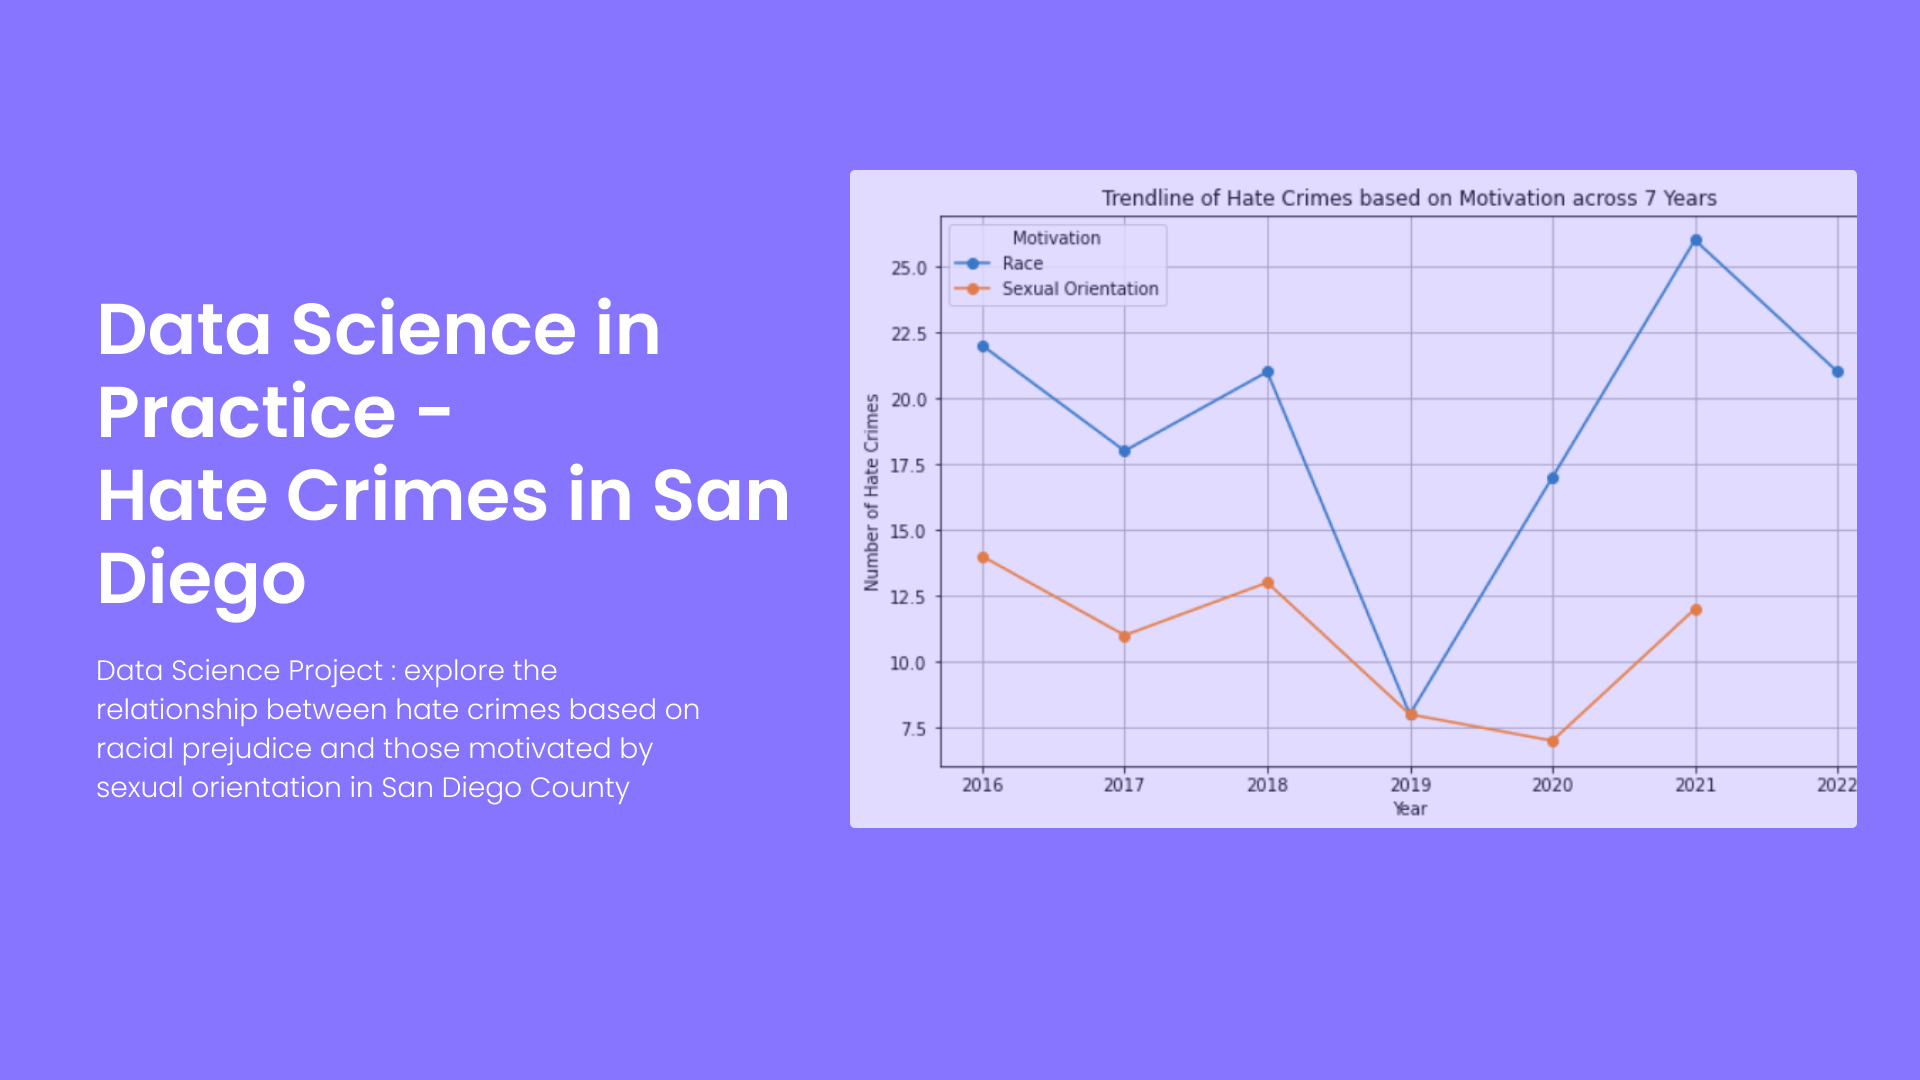 Data Science in
Practice -
Hate Crimes in San
Diego
Data Science Project : explore the
relationship between hate crimes based on
racial prejudice and those motivated by
sexual orientation in San Diego County
Trendline of Hate Crimes based on Motivation across 7 Years
Motivation
Race
Sexual Orientation
Number of Hate Crimes
25.0
22.5
20.0
17.5
15.0
12.5
10.0
7.5
2016 2017 2018 2019 2020 2021 2022
Year